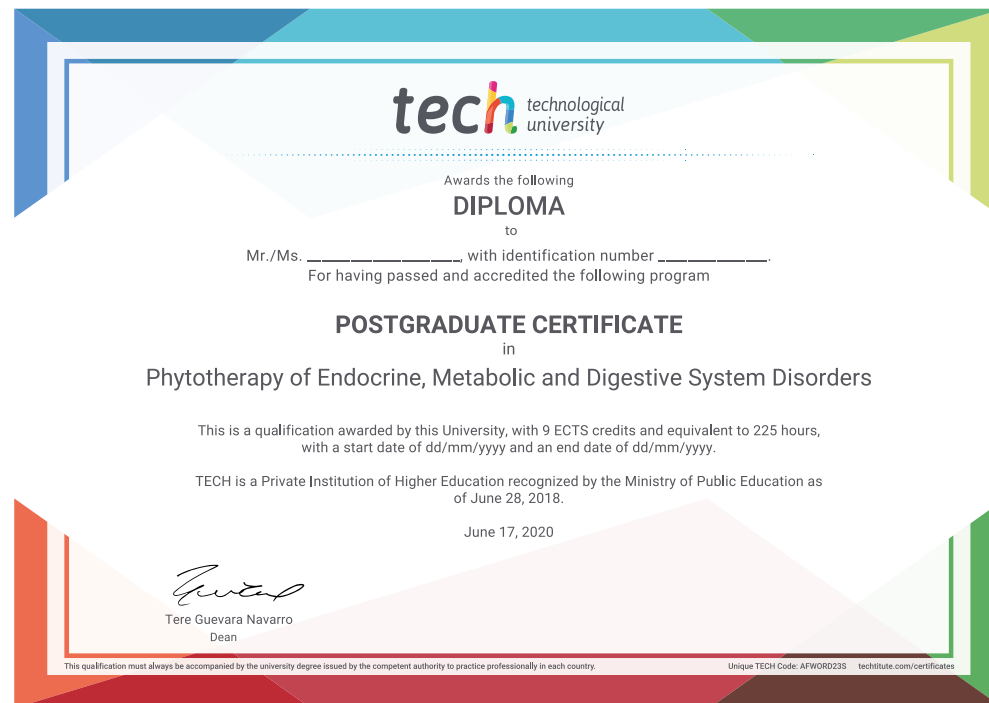 tech technological
university
Awards the following
DIPLOMA
to
Mr./Ms. ____________________, with identification number ______________.
For having passed and accredited the following program
POSTGRADUATE CERTIFICATE
in
Phytotherapy of Endocrine, Metabolic and Digestive System Disorders
This is a qualification awarded by this University, with 9 ECTS credits and equivalent to 225 hours,
with a start date of dd/mm/yyyy and an end date of dd/mm/yyyy.
TECH is a Private Institution of Higher Education recognized by the Ministry of Public Education as
of June 28, 2018.
June 17, 2020
Tere Guevara Navarro
Dean
This qualification must always be accompanied by the university degree issued by the competent authority to practice professionally in each country.
Unique TECH Code: AFWORD23S techtitute.com/certificates